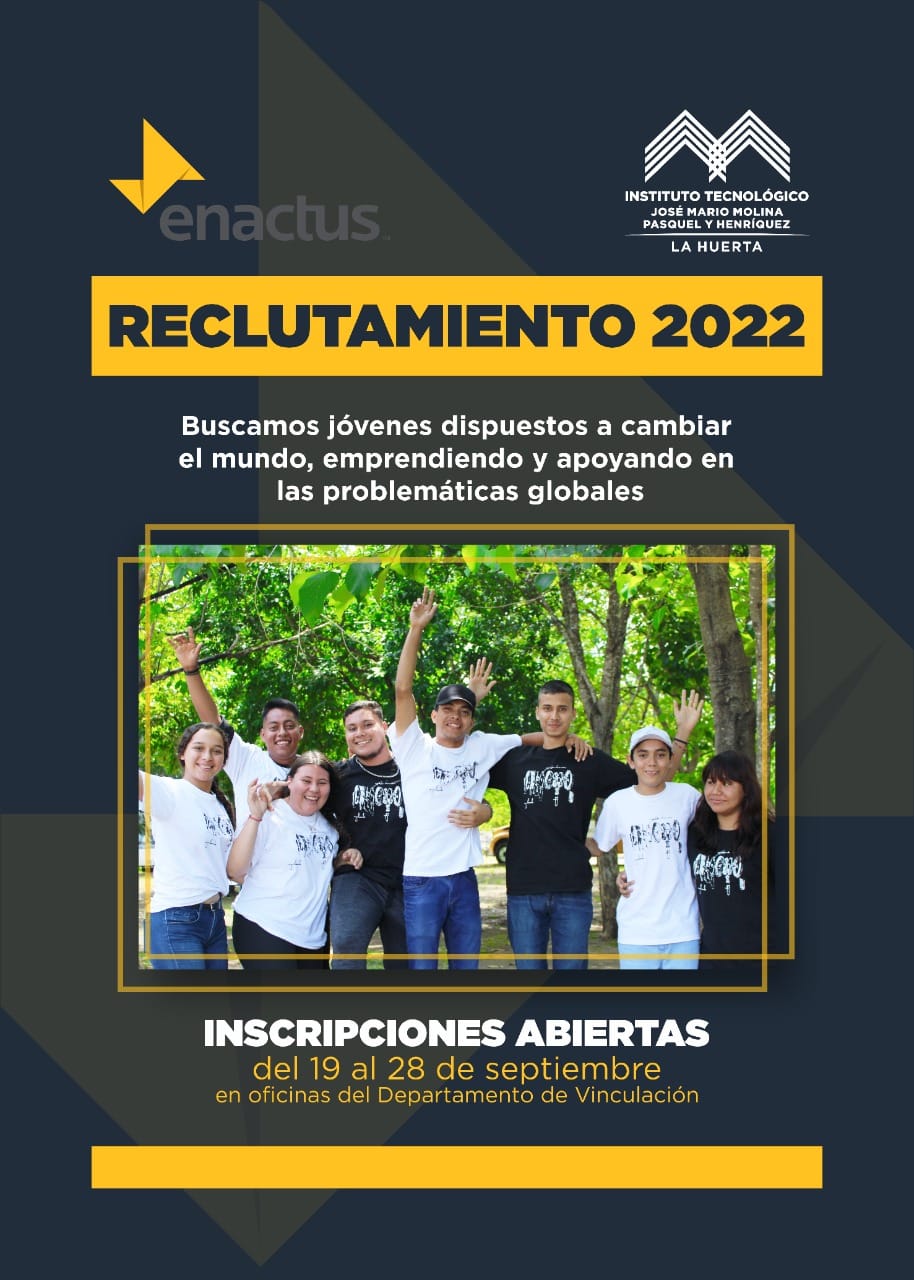 enactus
INSTITUTO TECNOLÓGICO
JOSÉ MARIO MOLINA
PASQUEL Y HENRÍQUEZ
LA HUERTA
RECLUTAMIENTO 2022
Buscamos jóvenes dispuestos a cambiar
el mundo, emprendiendo y apoyando en
las problemáticas globales
INSCRIPCIONES ABIERTAS
del 19 al 28 de septiembre
en oficinas del Departamento de Vinculación